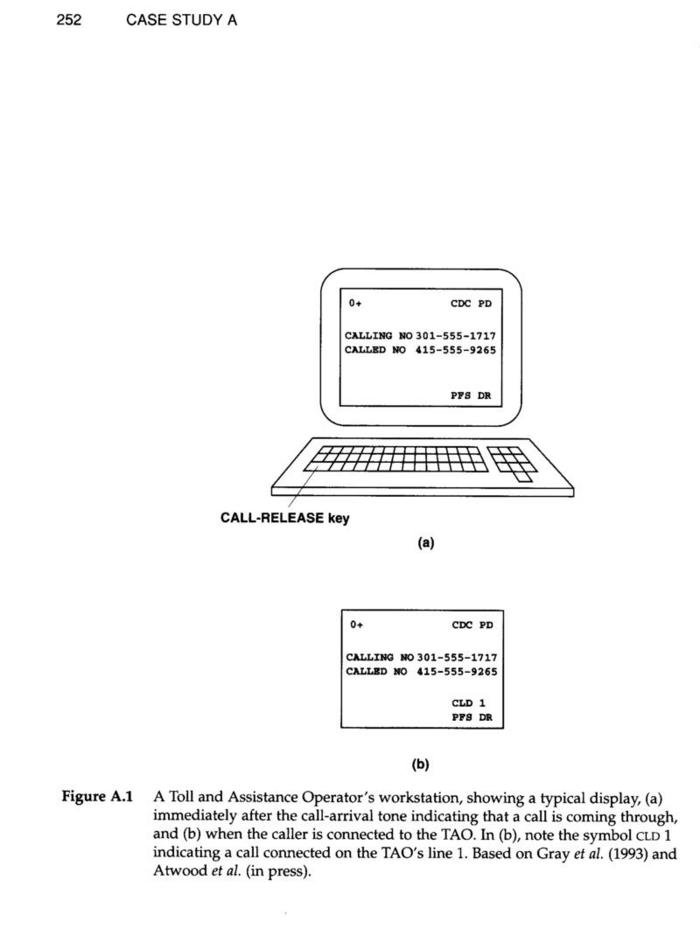 252 CASE STUDY A
0+ CDC PD
CALLING NO 301-555-1717
CALLED NO 415-555-9265
PFS DR
CALL-RELEASE key
(a)
0+ CDC PD
CALLING NO 301-555-1717
CALLED NO 415-555-9265
CLD 1
PFS DR
(b)
Figure A.1 A Toll and Assistance Operator's workstation, showing a typical display, (a)
immediately after the call-arrival tone indicating that a call is coming through,
and (b) when the caller is connected to the TAO. In (b), note the symbol CLD 1
indicating a call connected on the TAO's line 1. Based on Gray et al. (1993) and
Atwood et al. (in press).